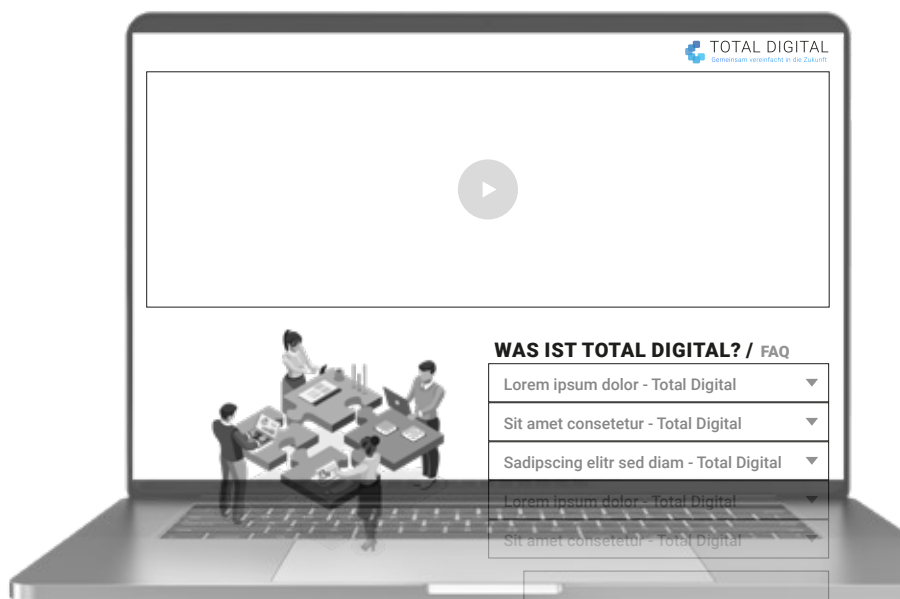 TOTAL DIGITAL
Gemeinsam vereinfacht in die Zukunft
WAS IST TOTAL DIGITAL? / FAQ
Lorem ipsum dolor - Total Digital
Sit amet consetetur - Total Digital
Sadipscing elitr sed diam - Total Digital
Lorem ipsum dolor - Total Digital
Sit amet consetetur - Total Digital